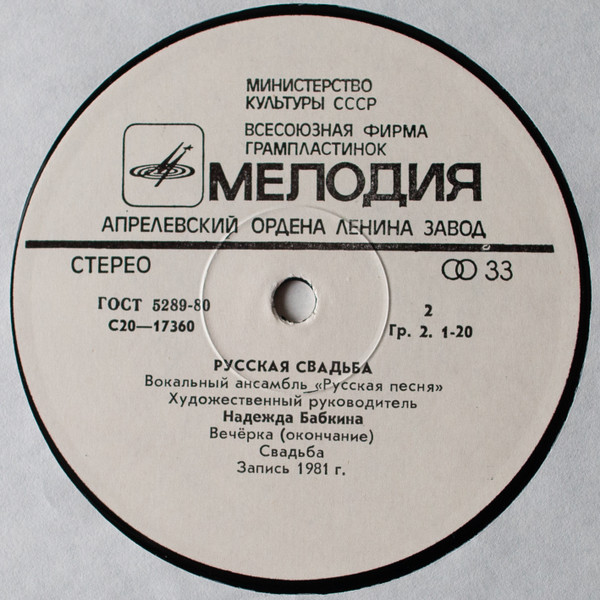 МИНИСТЕРСТВО
КУЛЬТУРЫ СССР
ВСЕСОЮЗНАЯ ФИРМА
ГРАМПЛАСТИНОК
МЕЛОДИЯ
АПРЕЛЕВСКИЙ ОРДЕНА ЛЕНИНА ЗАВОД
СТЕРЕО
33
ГОСТ 5289-80
С20—17360
2
Гр. 2. 1-20
РУССКАЯ СВАДЬБА
Вокальный ансамбль «Русская песня»
Художественный руководитель
Надежда Бабкина
Вечёрка (окончание)
Свадьба
Запись 1981 г.